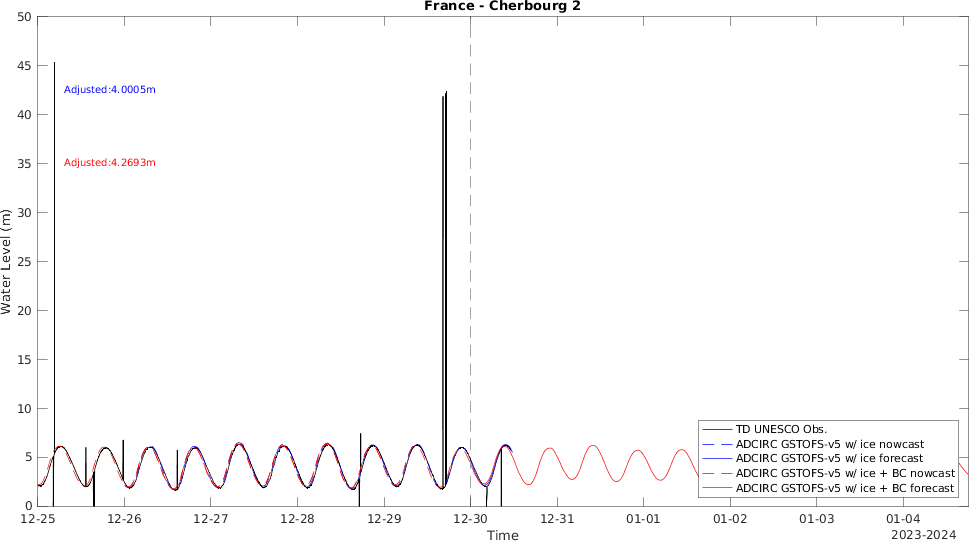 France - Cherbourg 2
50
45
40
35
30
25
20
15
10
5
0
Water Level (m)
Adjusted:4.0005m
Adjusted:4.2693m
TD UNESCO Obs.
ADCIRC GSTOFS-v5 w/ ice nowcast
ADCIRC GSTOFS-v5 w/ ice forecast
ADCIRC GSTOFS-v5 w/ ice + BC nowcast
ADCIRC GSTOFS-v5 w/ ice + BC forecast
12-25 12-26 12-27 12-28 12-29 12-30 12-31 01-01 01-02 01-03 01-04
Time
2023-2024